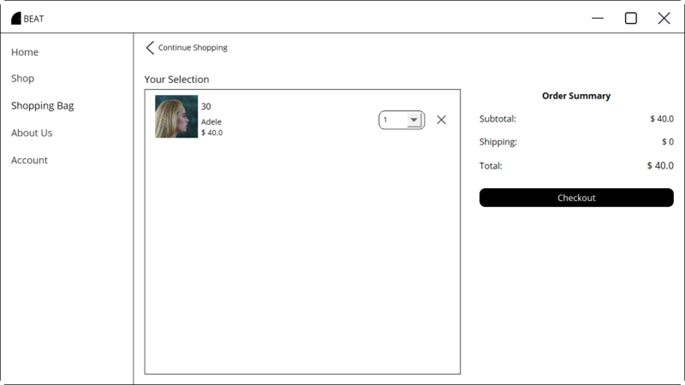 BEAT
Home
Shop
Shopping Bag
About Us
Account
Continue Shopping
Your Selection
30
Adele
$ 40.0
1
Order Summary
Subtotal: $ 40.0
Shipping: $ 0
Total: $ 40.0
Checkout